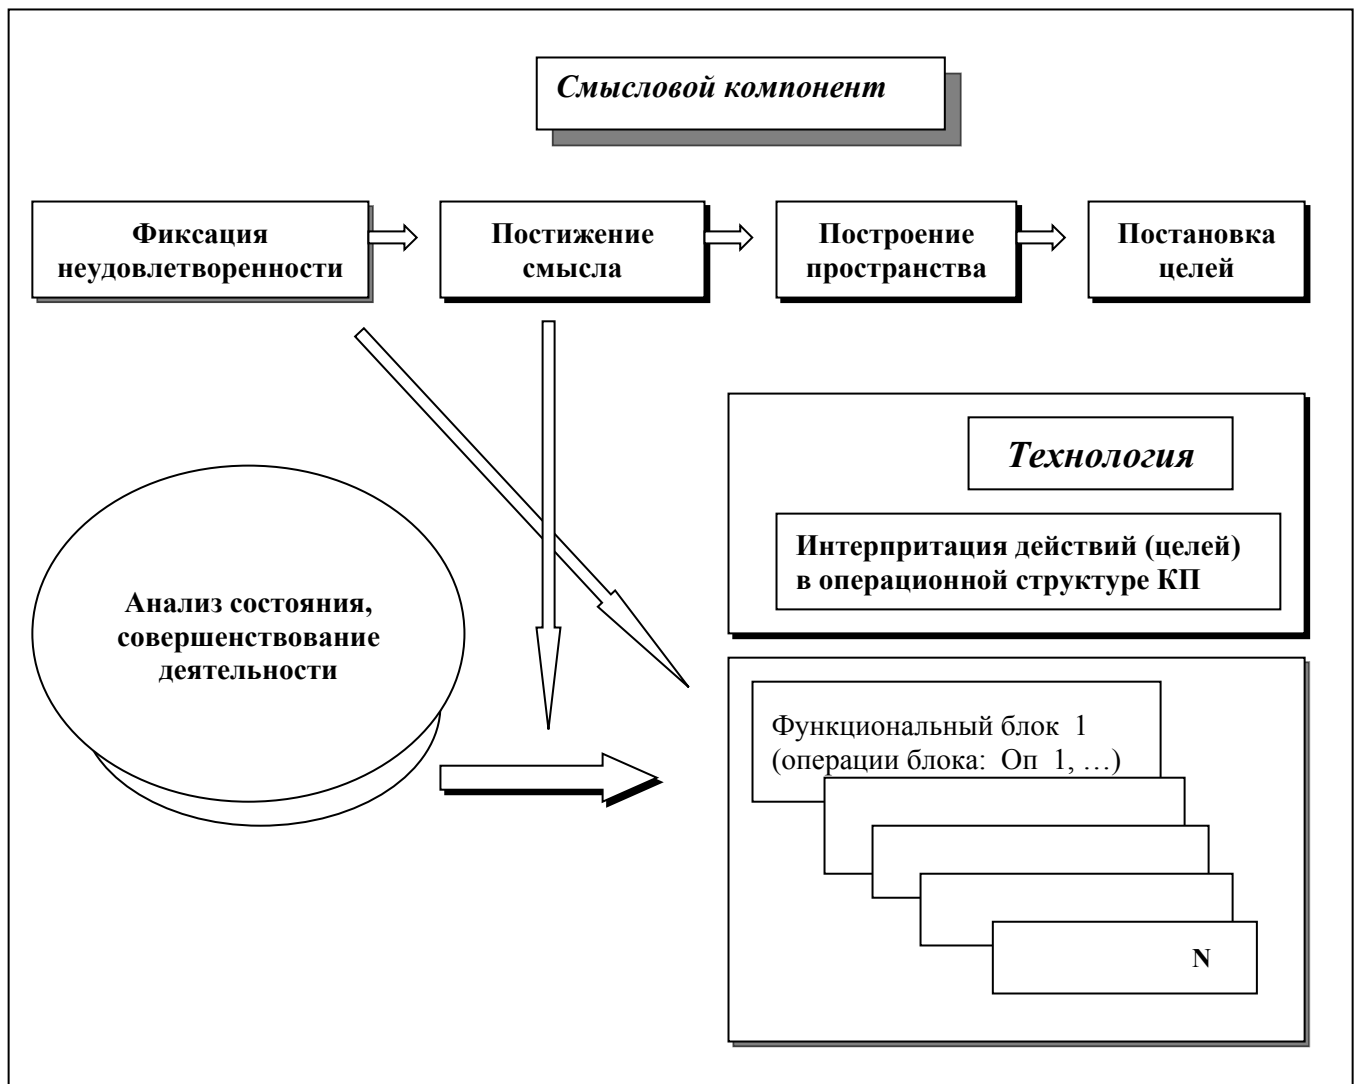 Смысловой компонент
Фиксация
неудовлетворенности
Постижение
смысла
Построение
пространства
Постановка
целей
Технология
Интерпритация действий (целей)
в операционной структуре КП
Анализ состояния,
совершенствование
деятельности
Функциональный блок 1
(операции блока: Оп 1, ...)
N